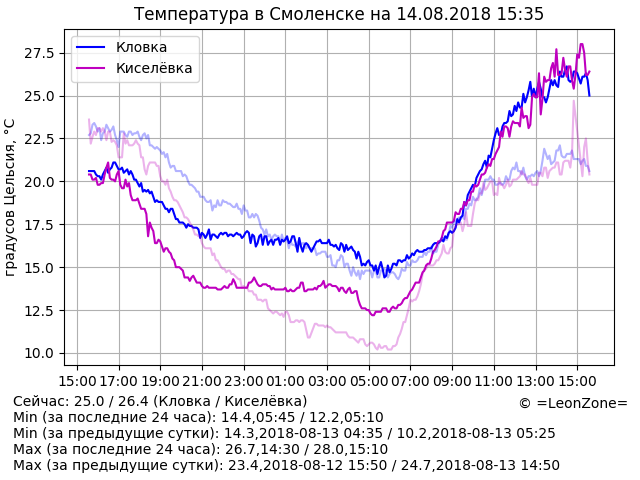 Температура в Смоленске на 14.08.2018 15:35
Кловка
Киселёвка
градусов Цельсия, °C
27.5
25.0
22.5
20.0
17.5
15.0
12.5
10.0
15:00 17:00 19:00 21:00 23:00 01:00 03:00 05:00 07:00 09:00 11:00 13:00 15:00
Сейчас: 25.0 / 26.4 (Кловка / Киселёвка)
© =LeonZone=
Min (за последние 24 часа): 14.4,05:45 / 12.2,05:10
Min (за предыдущие сутки): 14.3,2018-08-13 04:35 / 10.2,2018-08-13 05:25
Max (за последние 24 часа): 26.7,14:30 / 28.0,15:10
Max (за предыдущие сутки): 23.4,2018-08-12 15:50 / 24.7,2018-08-13 14:50